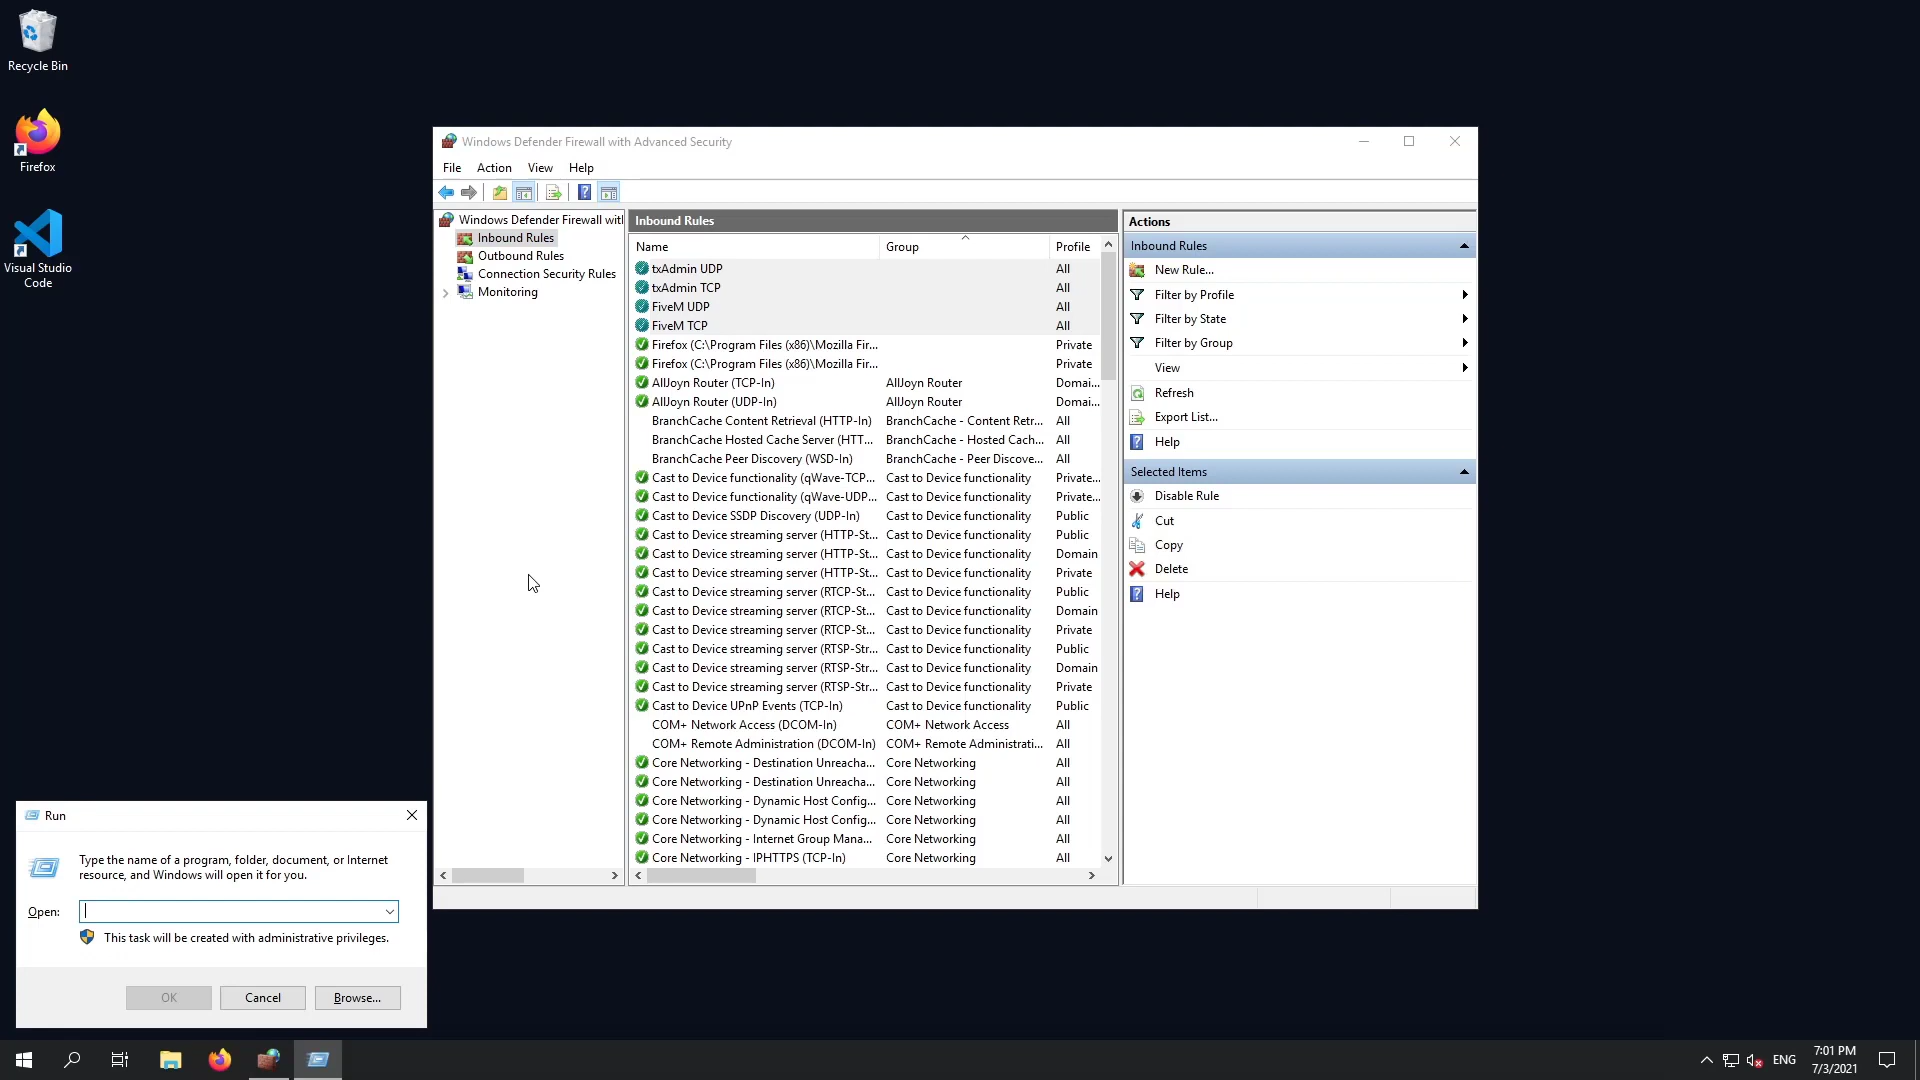 Recycle Bin
Firefox
Visual Studio
Code
Windows Defender Firewall with Advanced Security
File Action View Help
Windows Defender Firewall with
Inbound Rules
Outbound Rules
Connection Security Rules
Monitoring
Inbound Rules
Name Group Profile
txAdmin UDP All
txAdmin TCP All
FiveM UDP All
FiveM TCP All
Firefox (C:\Program Files (x86)\Mozilla Fir... Private
Firefox (C:\Program Files (x86)\Mozilla Fir... Private
AllJoyn Router (TCP-In) AllJoyn Router Domai...
AllJoyn Router (UDP-In) AllJoyn Router Domai...
BranchCache Content Retrieval (HTTP-In) BranchCache - Content Retr... All
BranchCache Hosted Cache Server (HTT... BranchCache - Hosted Cach... All
BranchCache Peer Discovery (WSD-In) BranchCache - Peer Discove... All
Cast to Device functionality (qWave-TCP... Cast to Device functionality Private...
Cast to Device functionality (qWave-UDP... Cast to Device functionality Private...
Cast to Device SSDP Discovery (UDP-In) Cast to Device functionality Public
Cast to Device streaming server (HTTP-St... Cast to Device functionality Public
Cast to Device streaming server (HTTP-St... Cast to Device functionality Domain
Cast to Device streaming server (HTTP-St... Cast to Device functionality Private
Cast to Device streaming server (RTCP-St... Cast to Device functionality Public
Cast to Device streaming server (RTCP-St... Cast to Device functionality Domain
Cast to Device streaming server (RTCP-St... Cast to Device functionality Private
Cast to Device streaming server (RTSP-Str... Cast to Device functionality Public
Cast to Device streaming server (RTSP-Str... Cast to Device functionality Domain
Cast to Device streaming server (RTSP-Str... Cast to Device functionality Private
Cast to Device UPnP Events (TCP-In) Cast to Device functionality Public
COM+ Network Access (DCOM-In) COM+ Network Access All
COM+ Remote Administration (DCOM-In) COM+ Remote Administrati... All
Core Networking - Destination Unreacha... Core Networking All
Core Networking - Destination Unreacha... Core Networking All
Core Networking - Dynamic Host Config... Core Networking All
Core Networking - Dynamic Host Config... Core Networking All
Core Networking - Internet Group Mana... Core Networking All
Core Networking - IPHTTPS (TCP-In) Core Networking All
Actions
Inbound Rules
New Rule...
Filter by Profile
Filter by State
Filter by Group
View
Refresh
Export List...
Help
Selected Items
Disable Rule
Cut
Copy
Delete
Help
Run
Type the name of a program, folder, document, or Internet
resource, and Windows will open it for you.
Open:
This task will be created with administrative privileges.
OK Cancel Browse...
ENG
7:01 PM
7/3/2021